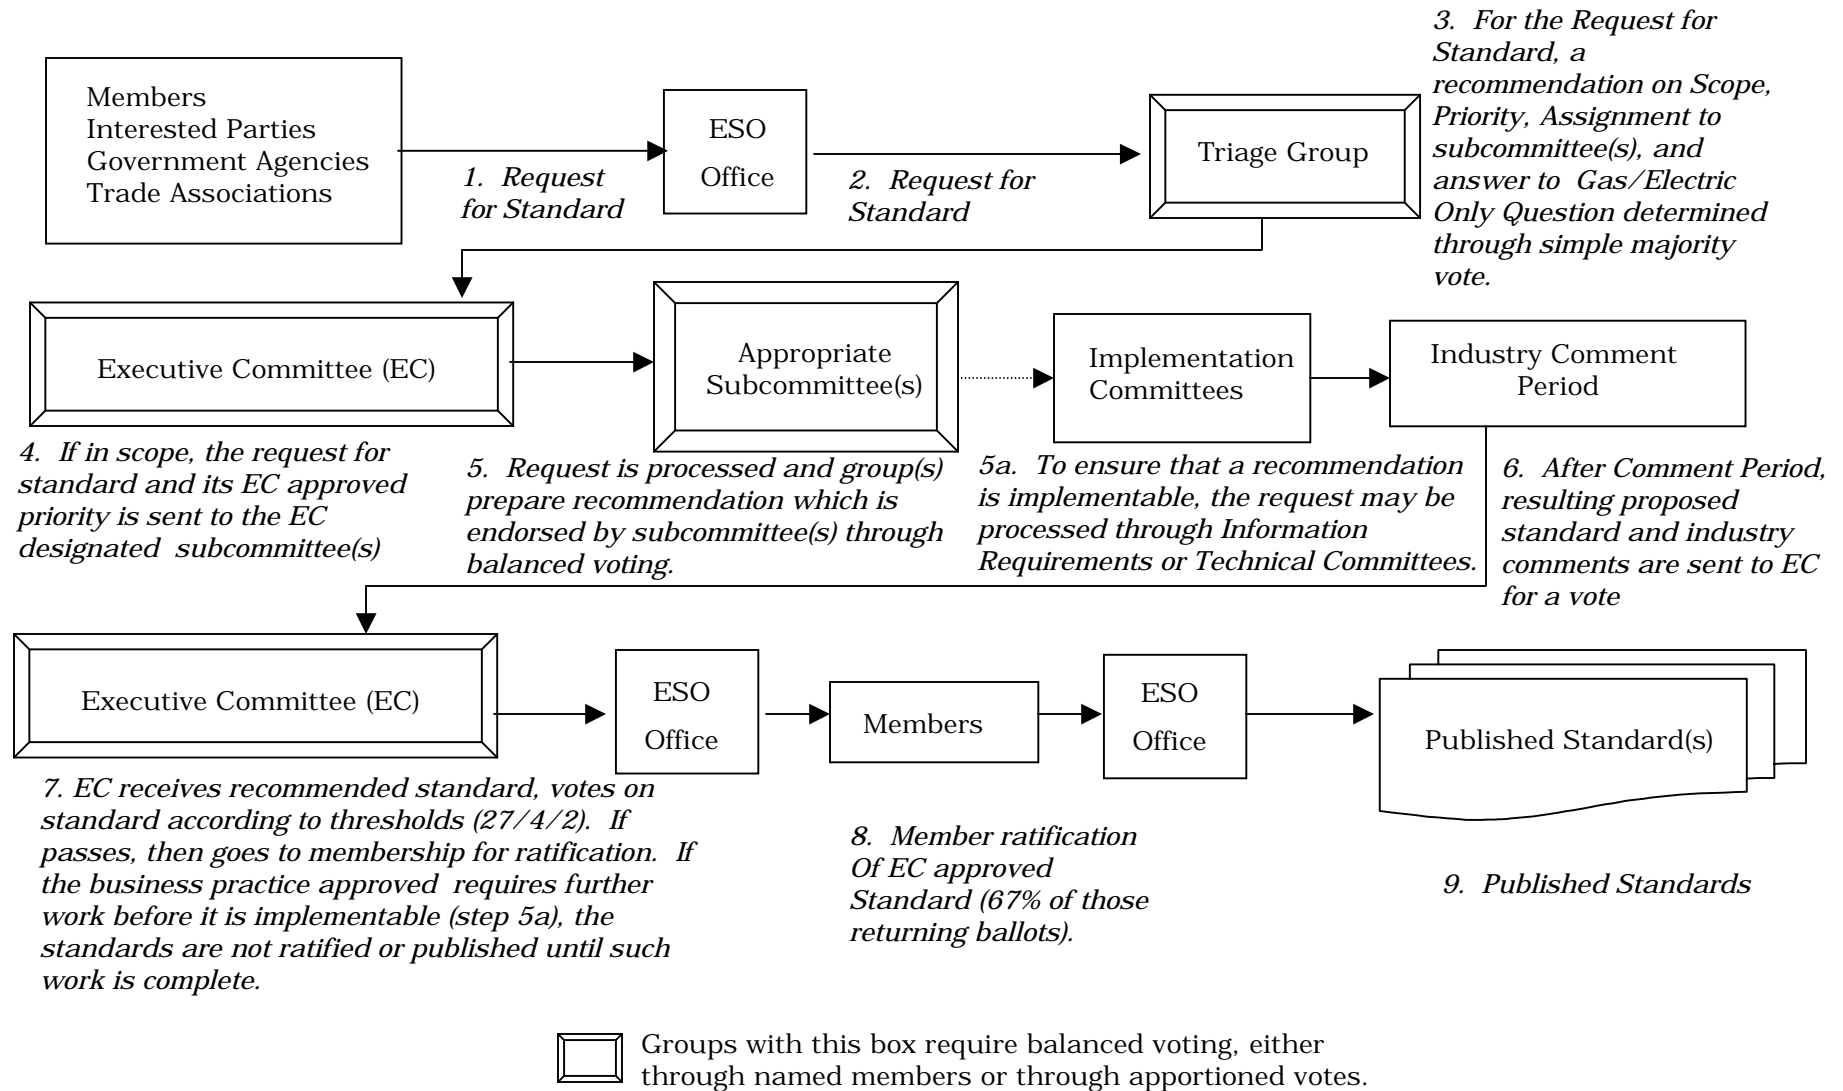 Members
Interested Parties
Government Agencies
Trade Associations
1. Request
for Standard
ESO
Office
2. Request for
Standard
Triage Group
3. For the Request for
Standard, a
recommendation on Scope,
Priority, Assignment to
subcommittee(s), and
answer to Gas/Electric
Only Question determined
through simple majority
vote.
Executive Committee (EC)
Appropriate
Subcommittee(s)
Implementation
Committees
Industry Comment
Period
4. If in scope, the request for
standard and its EC approved
priority is sent to the EC
designated subcommittee(s)
5. Request is processed and group(s)
prepare recommendation which is
endorsed by subcommittee(s) through
balanced voting.
5a. To ensure that a recommendation
is implementable, the request may be
processed through Information
Requirements or Technical Committees.
6. After Comment Period,
resulting proposed
standard and industry
comments are sent to EC
for a vote
Executive Committee (EC)
ESO
Office
Members
ESO
Office
Published Standard(s)
7. EC receives recommended standard, votes on
standard according to thresholds (27/4/2). If
passes, then goes to membership for ratification. If
the business practice approved requires further
work before it is implementable (step 5a), the
standards are not ratified or published until such
work is complete.
8. Member ratification
Of EC approved
Standard (67% of those
returning ballots).
9. Published Standards
Groups with this box require balanced voting, either
through named members or through apportioned votes.